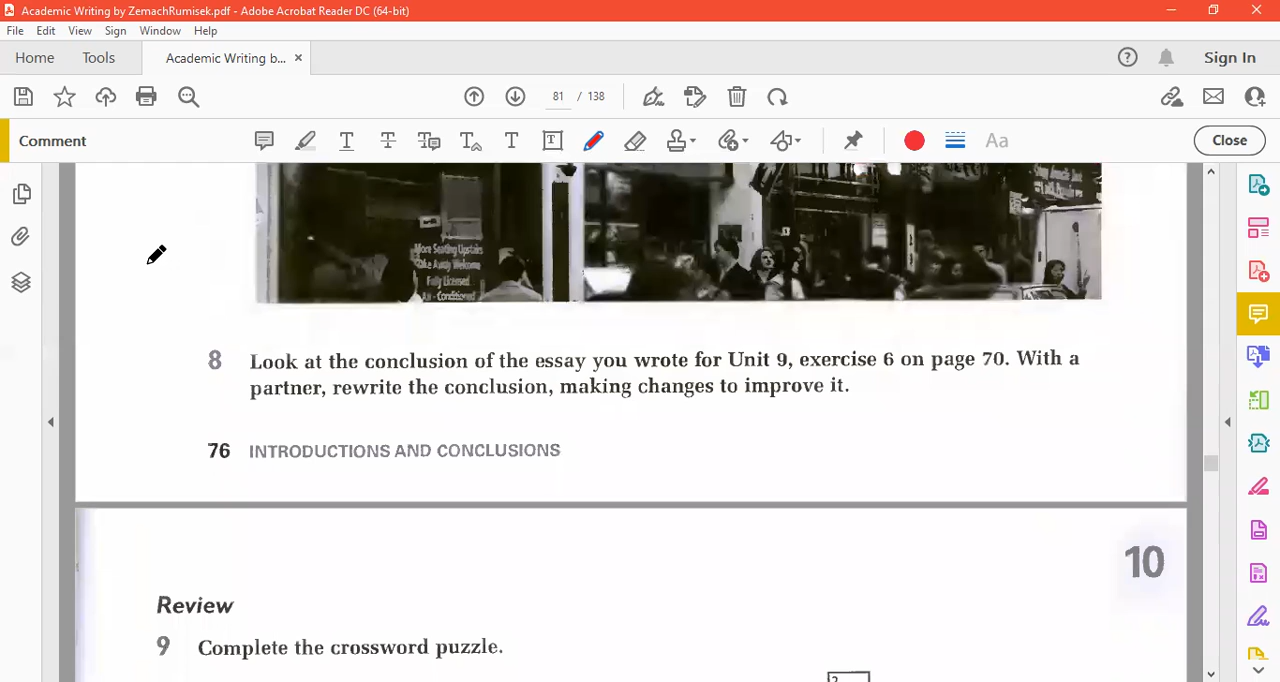 Academic Writing by ZemachRumisek.pdf - Adobe Acrobat Reader DC (64-bit)
File Edit View Sign Window Help
Home Tools Academic Writing b... × Sign In
81 / 138
Comment T T T T T Aa Close
More Seating Upstairs
Take Away Welcome
Fully Licensed
Air - Conditioned
8 Look at the conclusion of the essay you wrote for Unit 9, exercise 6 on page 70. With a
partner, rewrite the conclusion, making changes to improve it.
76 INTRODUCTIONS AND CONCLUSIONS
10
Review
9 Complete the crossword puzzle.
2